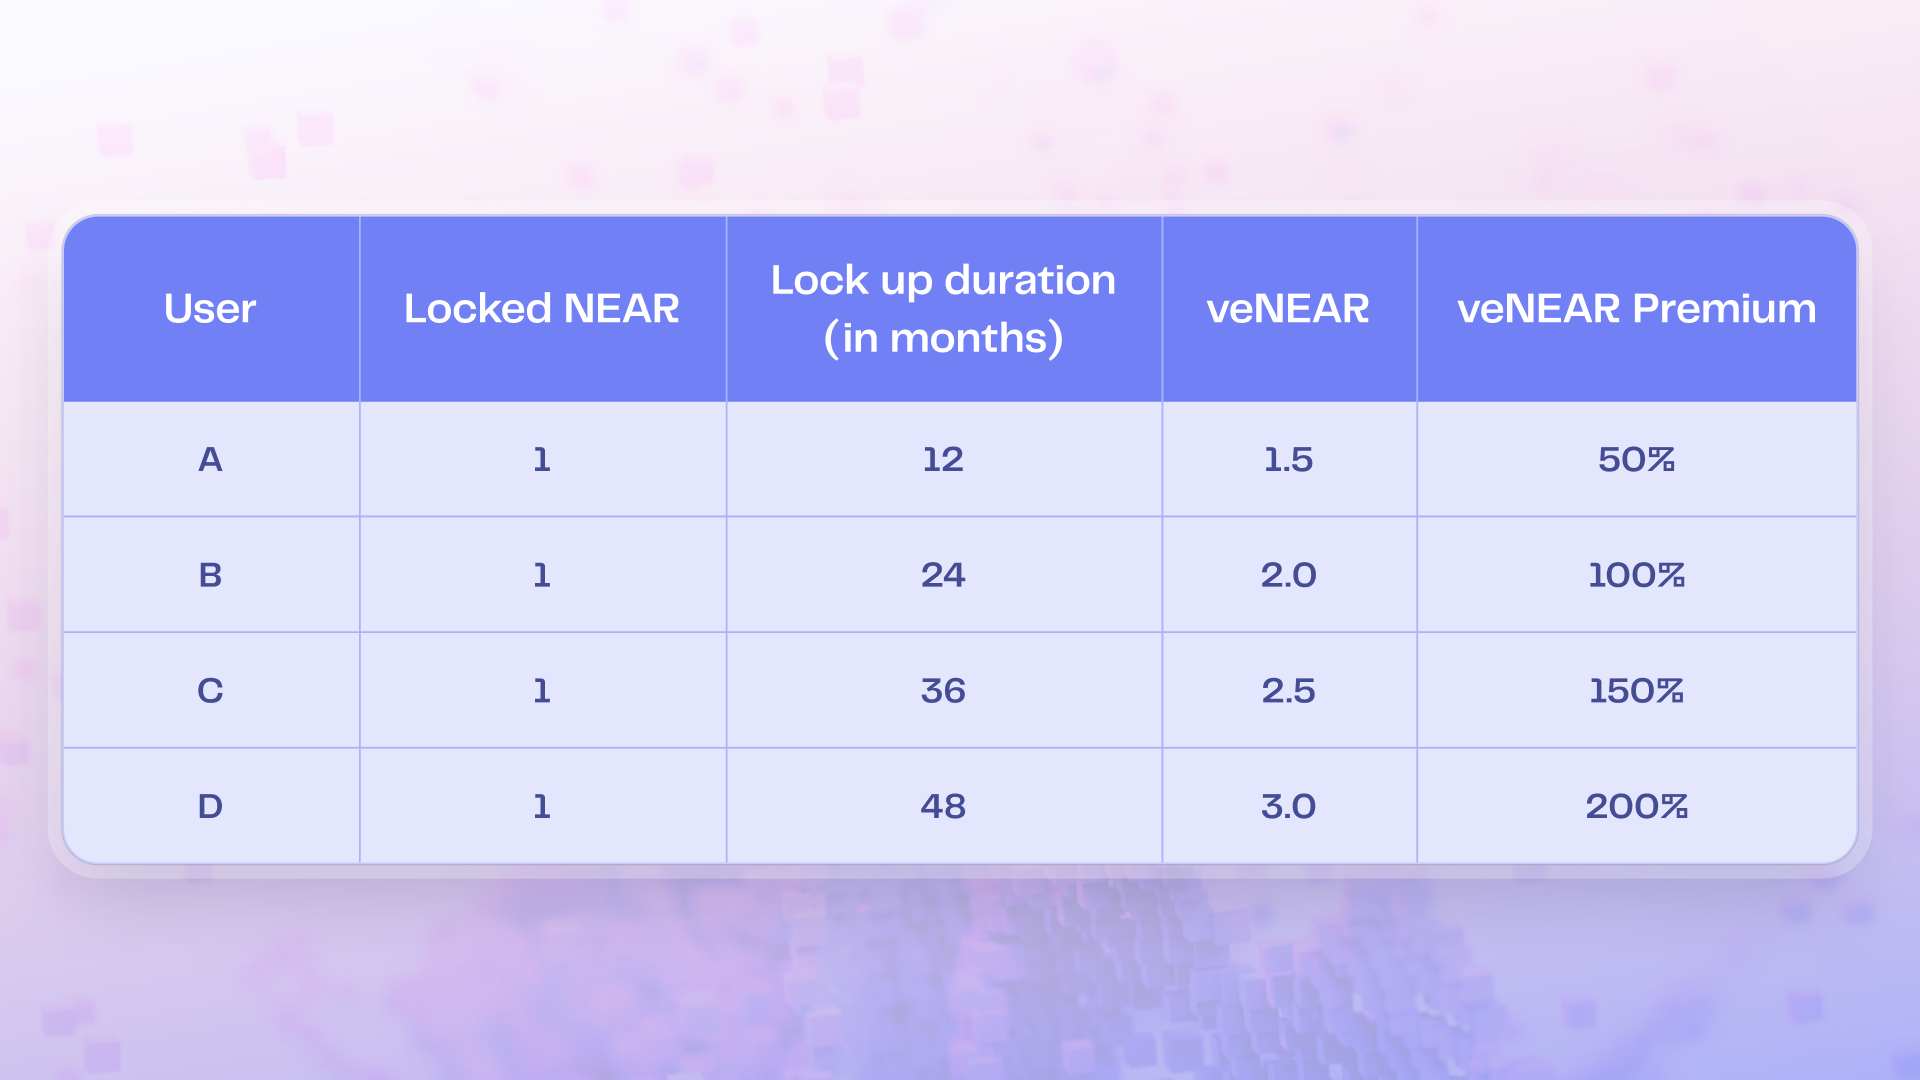 User
Locked NEAR
Lock up duration
(in months)
veNEAR
veNEAR Premium
A
1
12
1.5
50%
B
1
24
2.0
100%
C
1
36
2.5
150%
D
1
48
3.0
200%